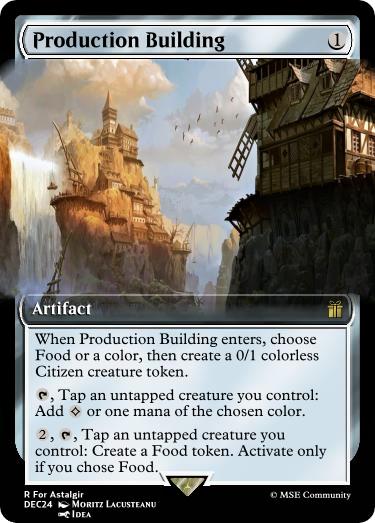 Production Building 1
Artifact
When Production Building enters, choose
Food or a color, then create a 0/1 colorless
Citizen creature token.
, Tap an untapped creature you control:
Add or one mana of the chosen color.
2, , Tap an untapped creature you
control: Create a Food token. Activate only
if you chose Food.
R For Astalgir
DEC24 Moritz Lacusteanu © MSE Community
Idea